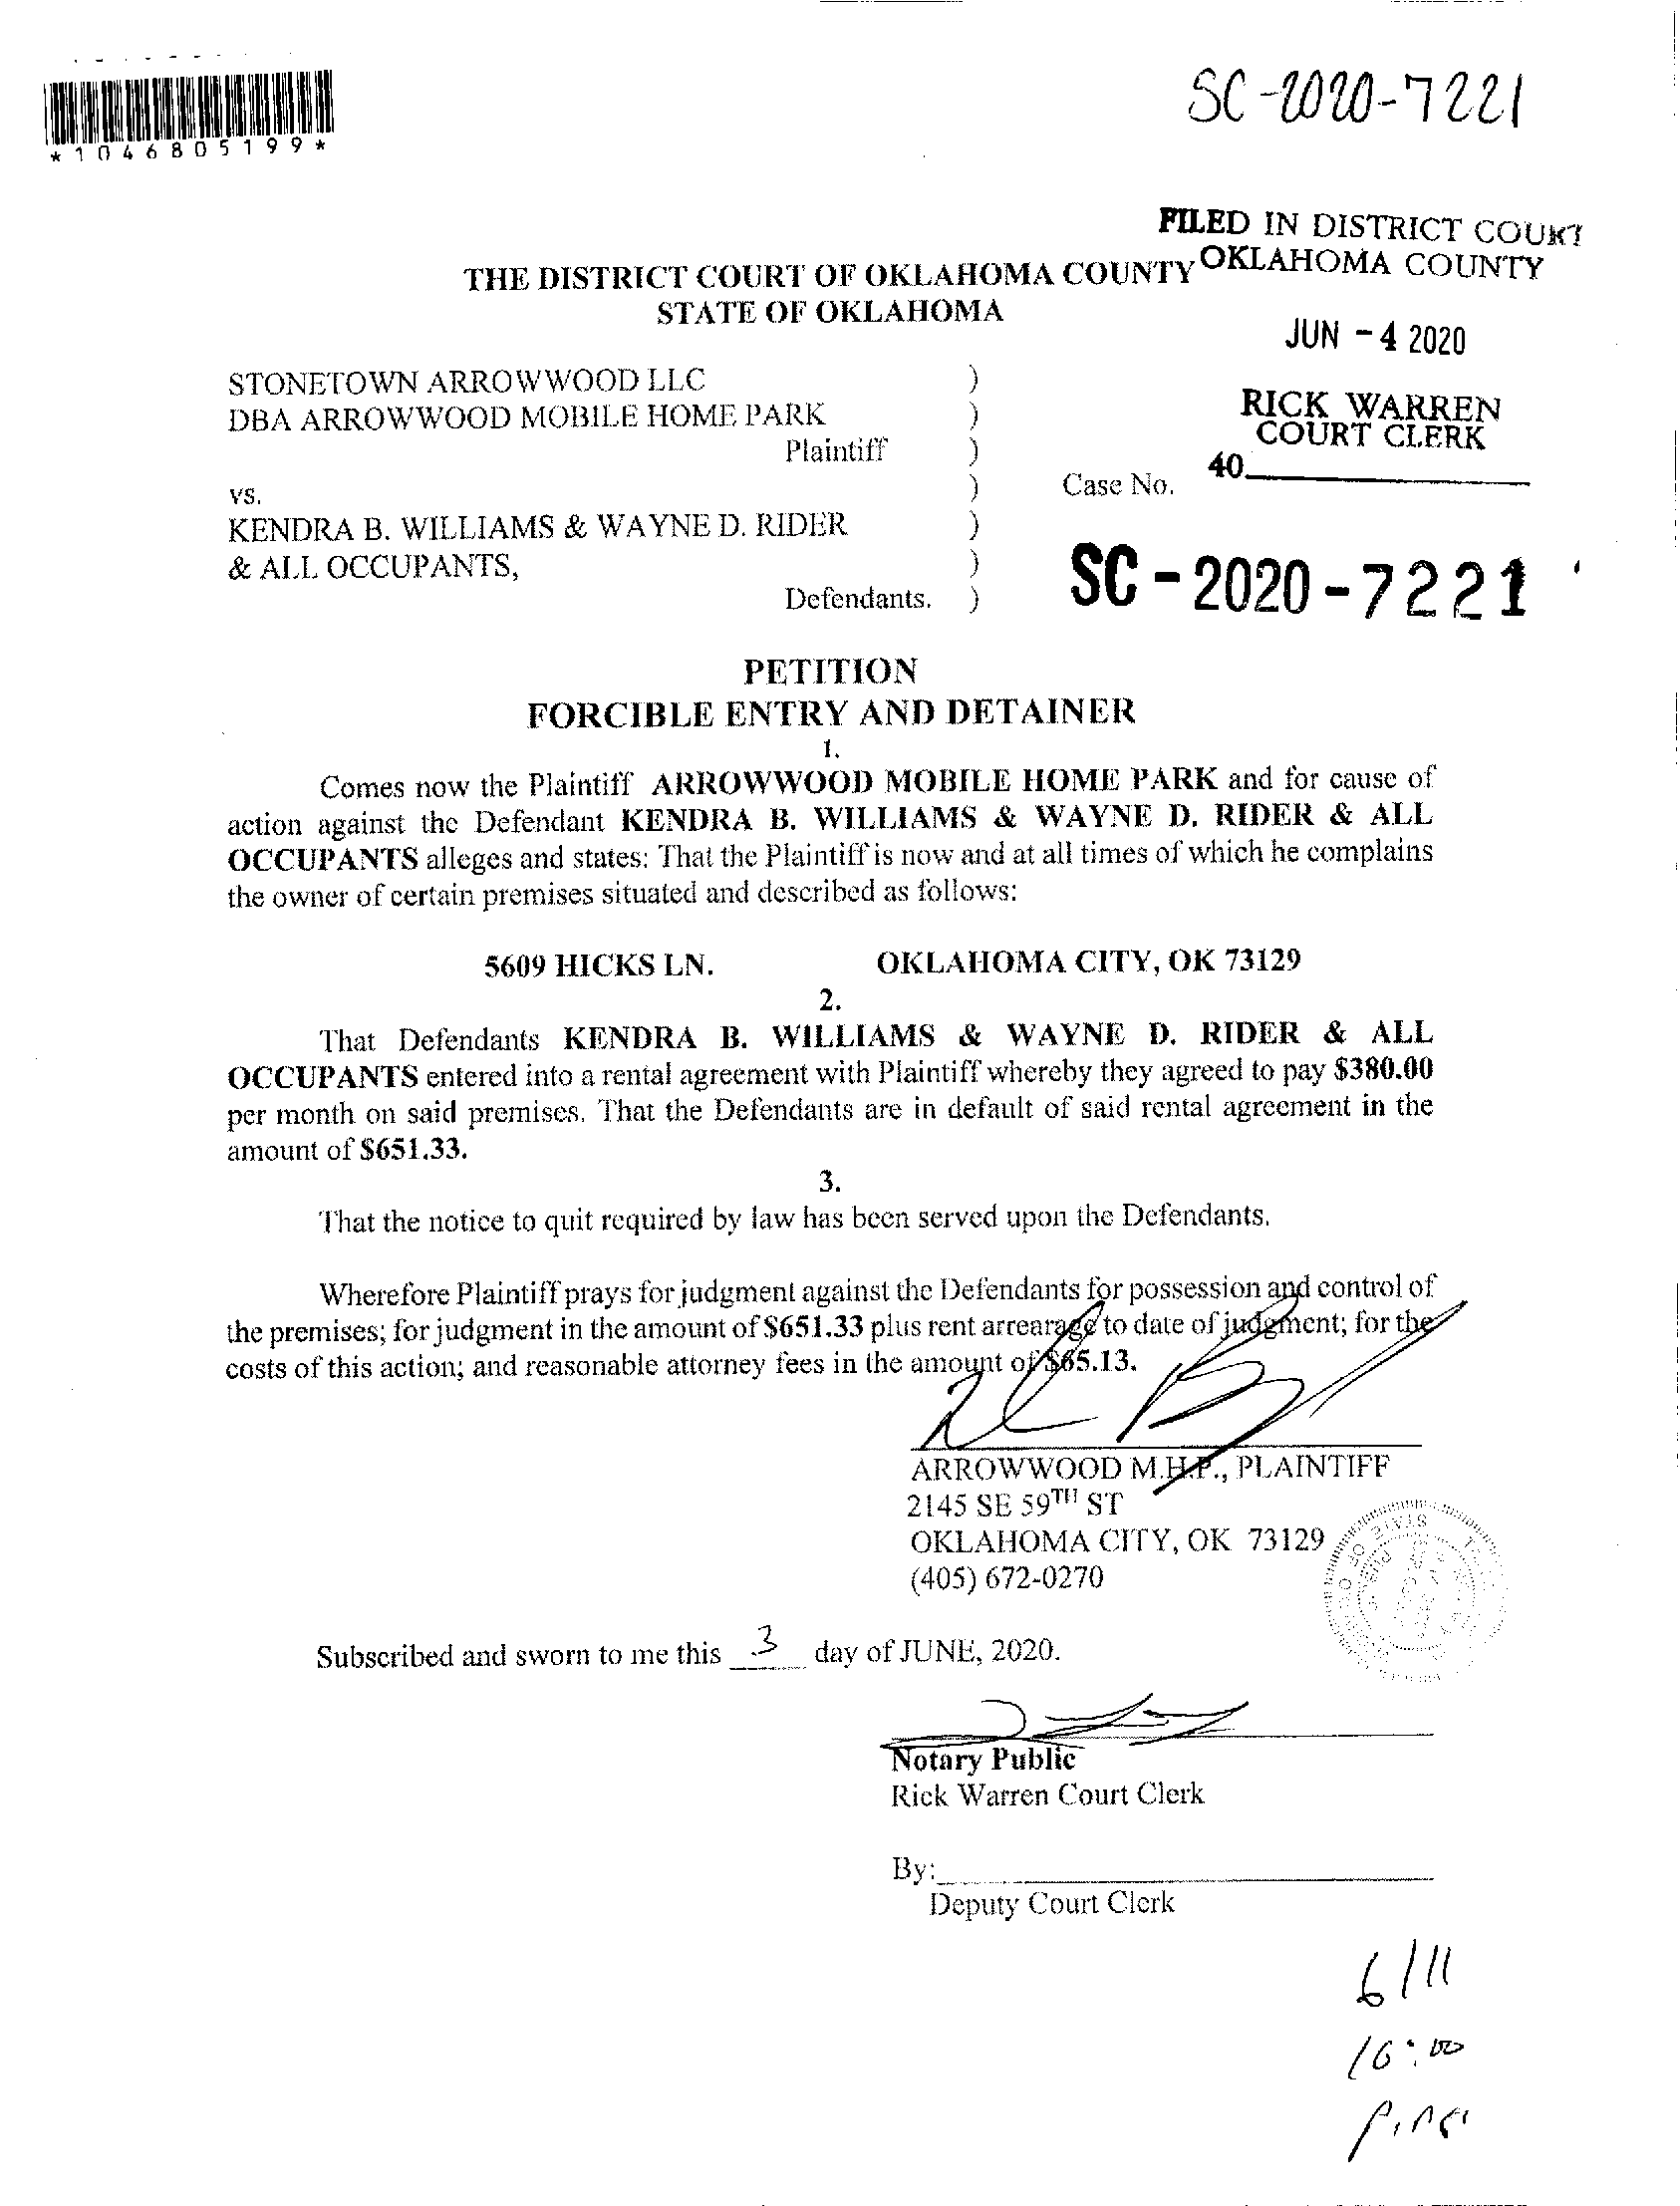 SC-2020-7221
*1046805199*
FILED IN DISTRICT COURT
OKLAHOMA COUNTY
THE DISTRICT COURT OF OKLAHOMA COUNTY
STATE OF OKLAHOMA
JUN - 4 2020
STONETOWN ARROWWOOD LLC )
DBA ARROWWOOD MOBILE HOME PARK )
RICK WARREN
COURT CLERK
Plaintiff )
40
vs. ) Case No.
KENDRA B. WILLIAMS & WAYNE D. RIDER )
& ALL OCCUPANTS, )
Defendants. )
SC - 2020 - 7221
PETITION
FORCIBLE ENTRY AND DETAINER
1.
Comes now the Plaintiff ARROWWOOD MOBILE HOME PARK and for cause of
action against the Defendant KENDRA B. WILLIAMS & WAYNE D. RIDER & ALL
OCCUPANTS alleges and states: That the Plaintiff is now and at all times of which he complains
the owner of certain premises situated and described as follows:
5609 HICKS LN. OKLAHOMA CITY, OK 73129
2.
That Defendants KENDRA B. WILLIAMS & WAYNE D. RIDER & ALL
OCCUPANTS entered into a rental agreement with Plaintiff whereby they agreed to pay $380.00
per month on said premises. That the Defendants are in default of said rental agreement in the
amount of $651.33.
3.
That the notice to quit required by law has been served upon the Defendants.
Wherefore Plaintiff prays for judgment against the Defendants for possession and control of
the premises; for judgment in the amount of $651.33 plus rent arrearage to date of judgment; for the
costs of this action; and reasonable attorney fees in the amount of $65.13.
ARROWWOOD M.H.P., PLAINTIFF
2145 SE 59TH ST
OKLAHOMA CITY, OK 73129
(405) 672-0270
STATE OF
Subscribed and sworn to me this 3 day of JUNE, 2020.
Notary Public
Rick Warren Court Clerk
By:
Deputy Court Clerk
6/11